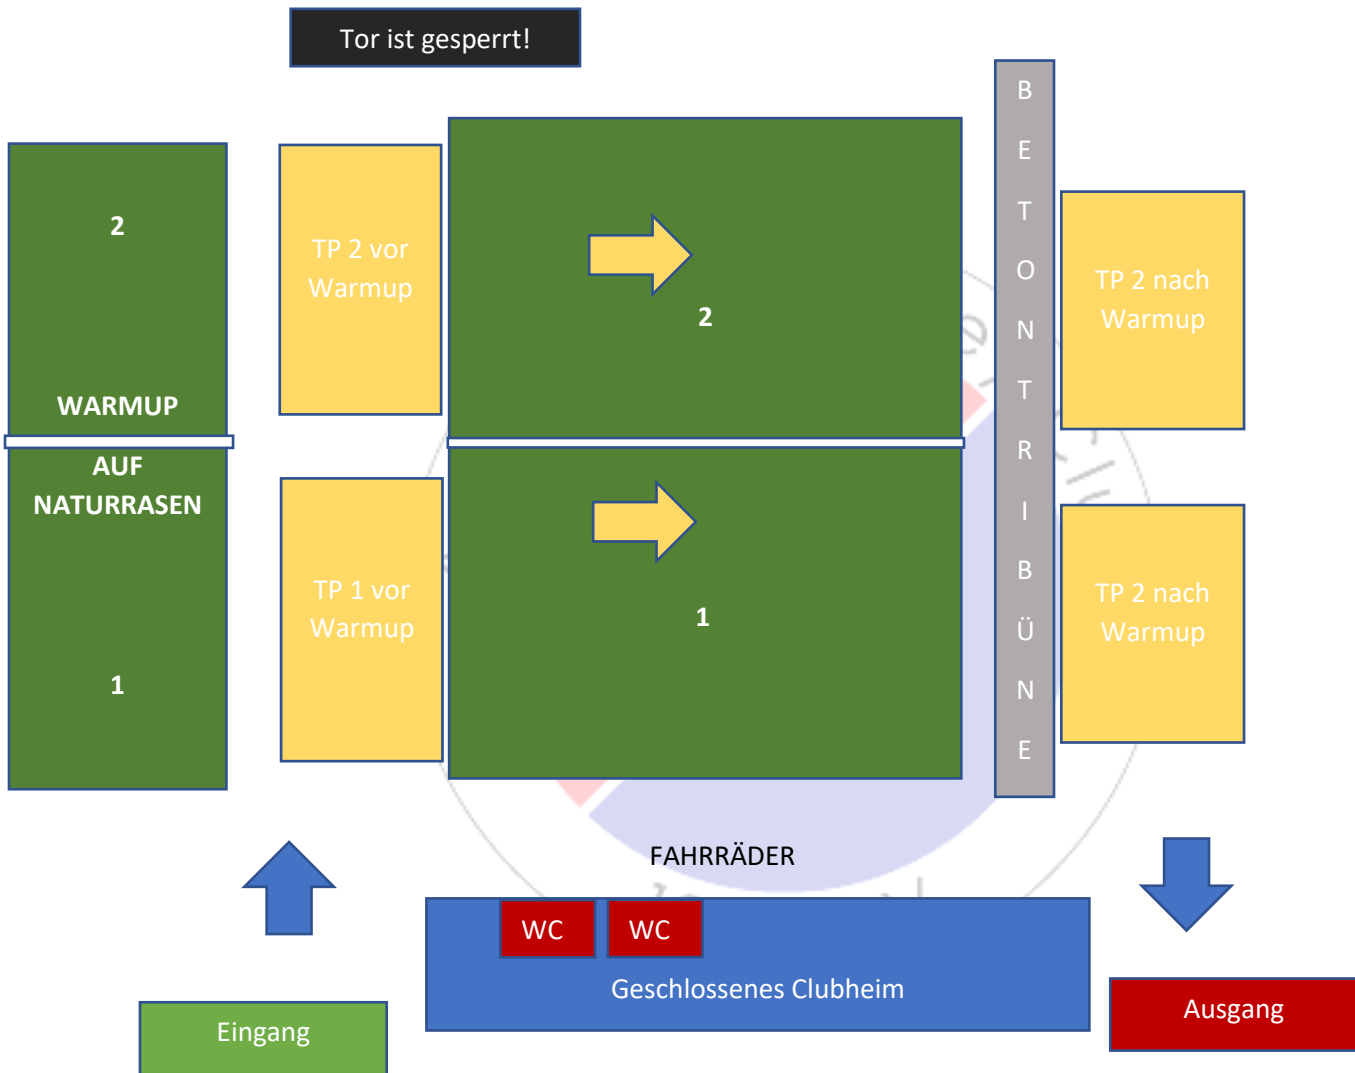 Tor ist gesperrt!
2
WARMUP
AUF
NATURRASEN
1
TP 2 vor
Warmup
TP 1 vor
Warmup
2
1
B
E
T
O
N
T
R
I
B
Ü
N
E
TP 2 nach
Warmup
TP 2 nach
Warmup
FAHRRÄDER
WC WC
Geschlossenes Clubheim
Eingang
Ausgang